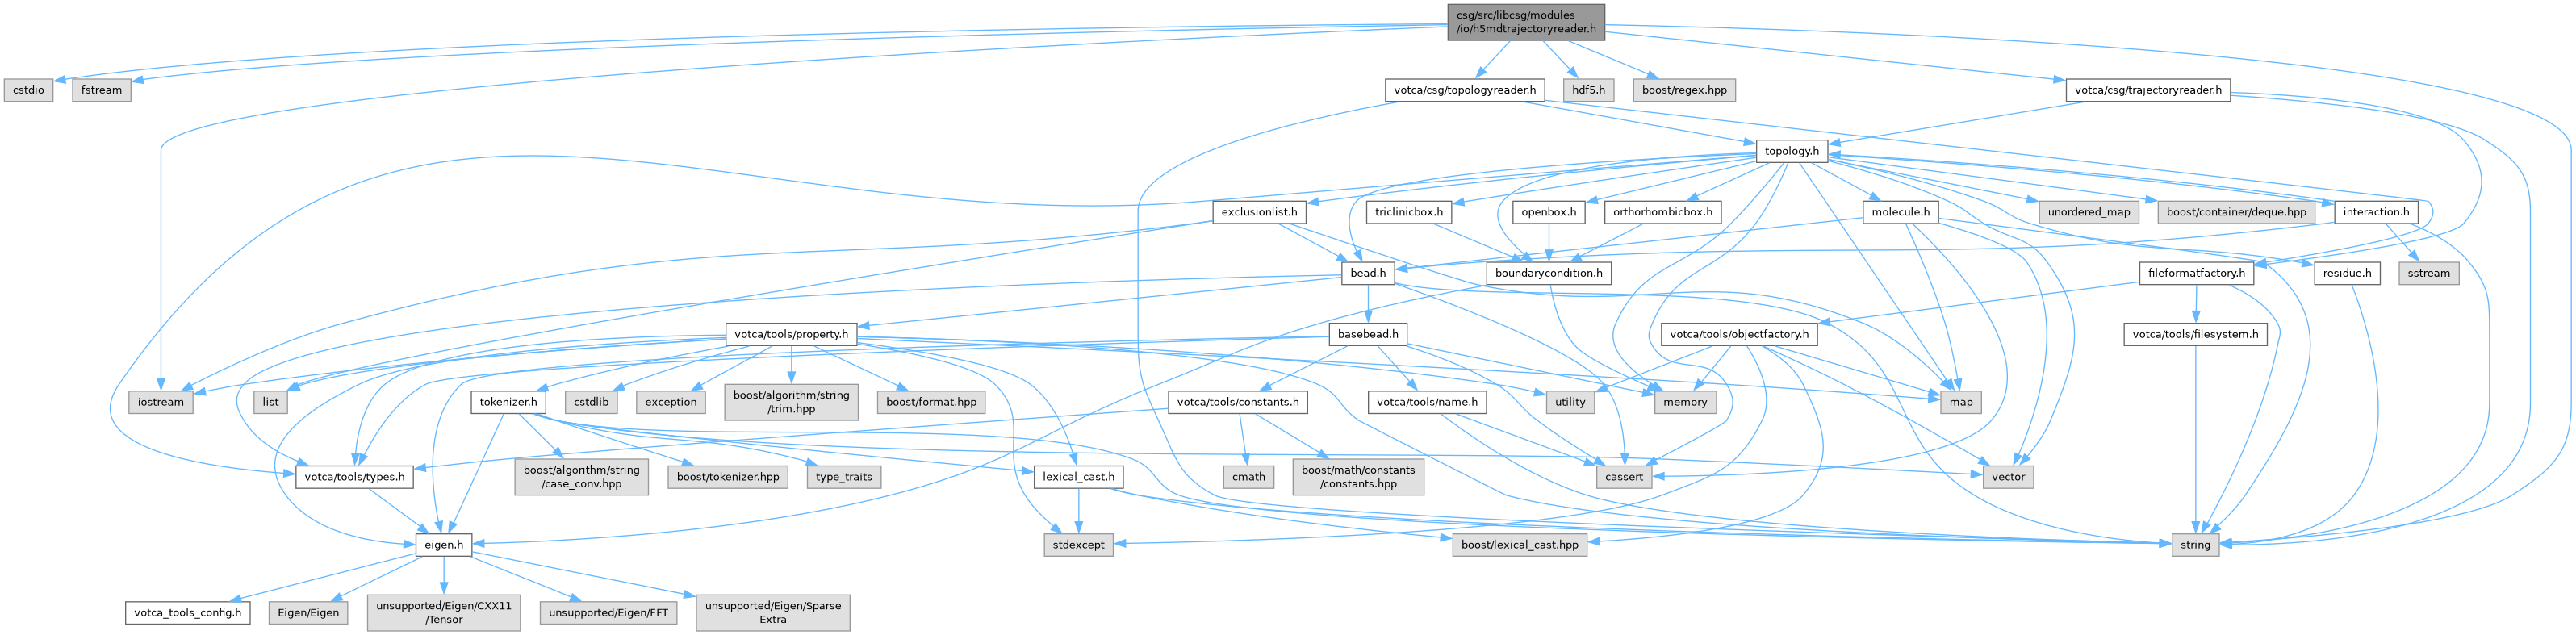 csg/src/libcsg/modules
/io/h5mdtrajectoryreader.h
cstdio
fstream
votca/csg/topologyreader.h
hdf5.h
boost/regex.hpp
votca/csg/trajectoryreader.h
topology.h
exclusionlist.h
triclinicbox.h
openbox.h
orthorhombicbox.h
molecule.h
unordered_map
boost/container/deque.hpp
interaction.h
bead.h
boundarycondition.h
fileformatfactory.h
residue.h
sstream
votca/tools/property.h
basebead.h
votca/tools/objectfactory.h
votca/tools/filesystem.h
iostream
list
tokenizer.h
cstdlib
exception
boost/algorithm/string
/trim.hpp
boost/format.hpp
votca/tools/constants.h
votca/tools/name.h
utility
memory
map
votca/tools/types.h
boost/algorithm/string
/case_conv.hpp
boost/tokenizer.hpp
type_traits
lexical_cast.h
cmath
boost/math/constants
/constants.hpp
cassert
vector
eigen.h
stdexcept
boost/lexical_cast.hpp
string
votca_tools_config.h
Eigen/Eigen
unsupported/Eigen/CXX11
/Tensor
unsupported/Eigen/FFT
unsupported/Eigen/Sparse
Extra